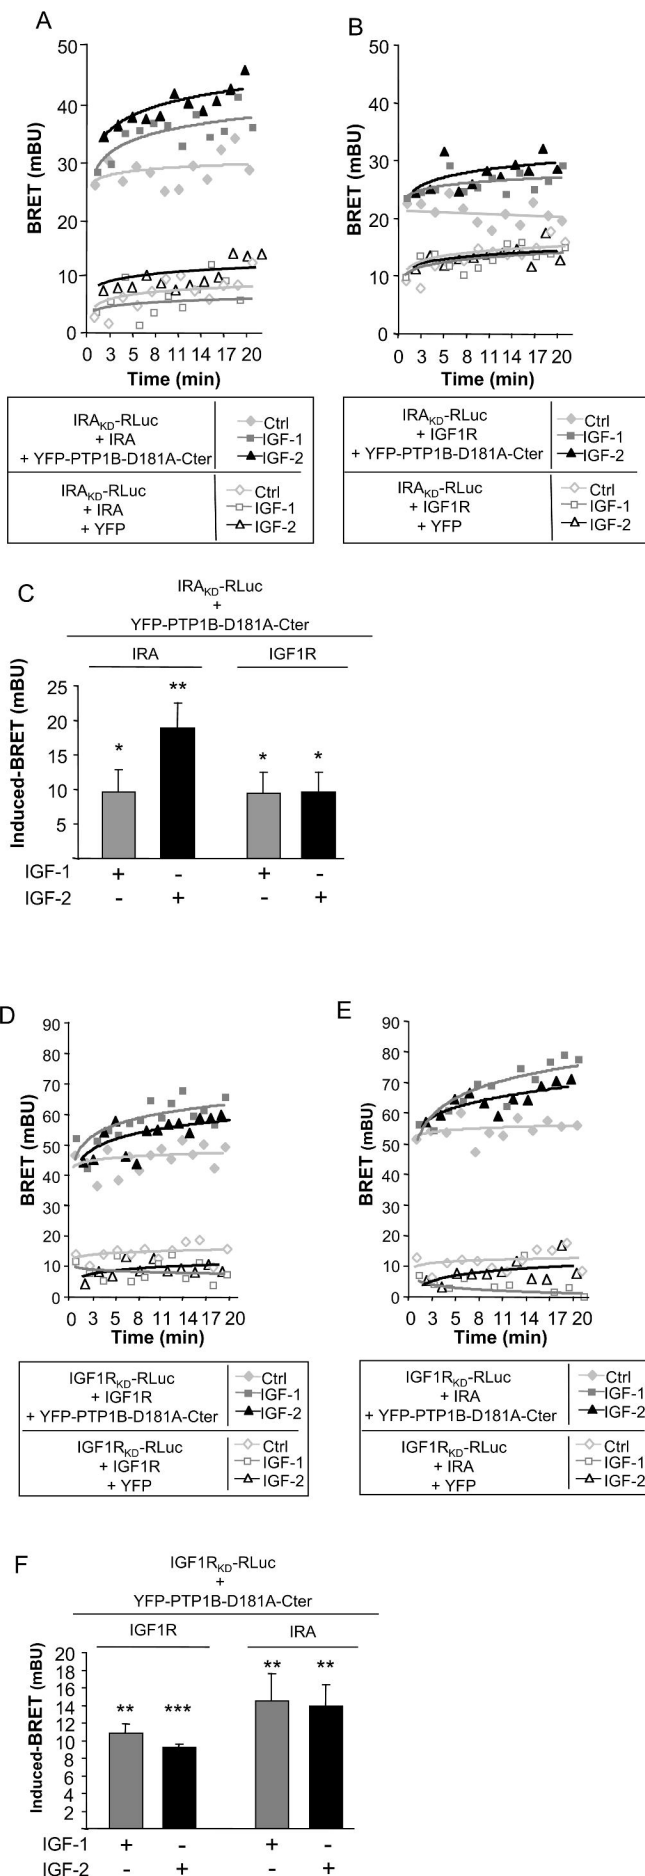 A
50
40
30
20
10
0
BRET (mBU)
0 3 6 5 8 9 11 14 17 20
Time (min)
B
50
40
30
20
10
0
BRET (mBU)
0 3 6 5 8 9 11 14 17 20
Time (min)
IRAKD-RLuc
+ IRA
+ YFP-PTP1B-D181A-Cter
Ctrl
IGF-1
IGF-2
IRAKD-RLuc
+ IRA
+ YFP
Ctrl
IGF-1
IGF-2
IRAKD-RLuc
+ IGF1R
+ YFP-PTP1B-D181A-Cter
Ctrl
IGF-1
IGF-2
IRAKD-RLuc
+ IGF1R
+ YFP
Ctrl
IGF-1
IGF-2
C
IRAKD-RLuc
+
YFP-PTP1B-D181A-Cter
IRA IGF1R
Induced-BRET (mBU)
25
20
15
10
5
* ** * *
IGF-1 + - + -
IGF-2 - + - +
D
90
80
70
60
50
40
30
20
10
0
BRET (mBU)
0 3 6 5 8 9 11 14 17 20
Time (min)
E
90
80
70
60
50
40
30
20
10
0
BRET (mBU)
0 3 6 5 8 9 11 14 17 20
Time (min)
IGF1RKD-RLuc
+ IGF1R
+ YFP-PTP1B-D181A-Cter
Ctrl
IGF-1
IGF-2
IGF1RKD-RLuc
+ IGF1R
+ YFP
Ctrl
IGF-1
IGF-2
IGF1RKD-RLuc
+ IRA
+ YFP-PTP1B-D181A-Cter
Ctrl
IGF-1
IGF-2
IGF1RKD-RLuc
+ IRA
+ YFP
Ctrl
IGF-1
IGF-2
F
IGF1RKD-RLuc
+
YFP-PTP1B-D181A-Cter
IGF1R IRA
Induced-BRET (mBU)
20
18
16
14
12
10
8
6
4
2
** *** ** **
IGF-1 + - + -
IGF-2 - + - +